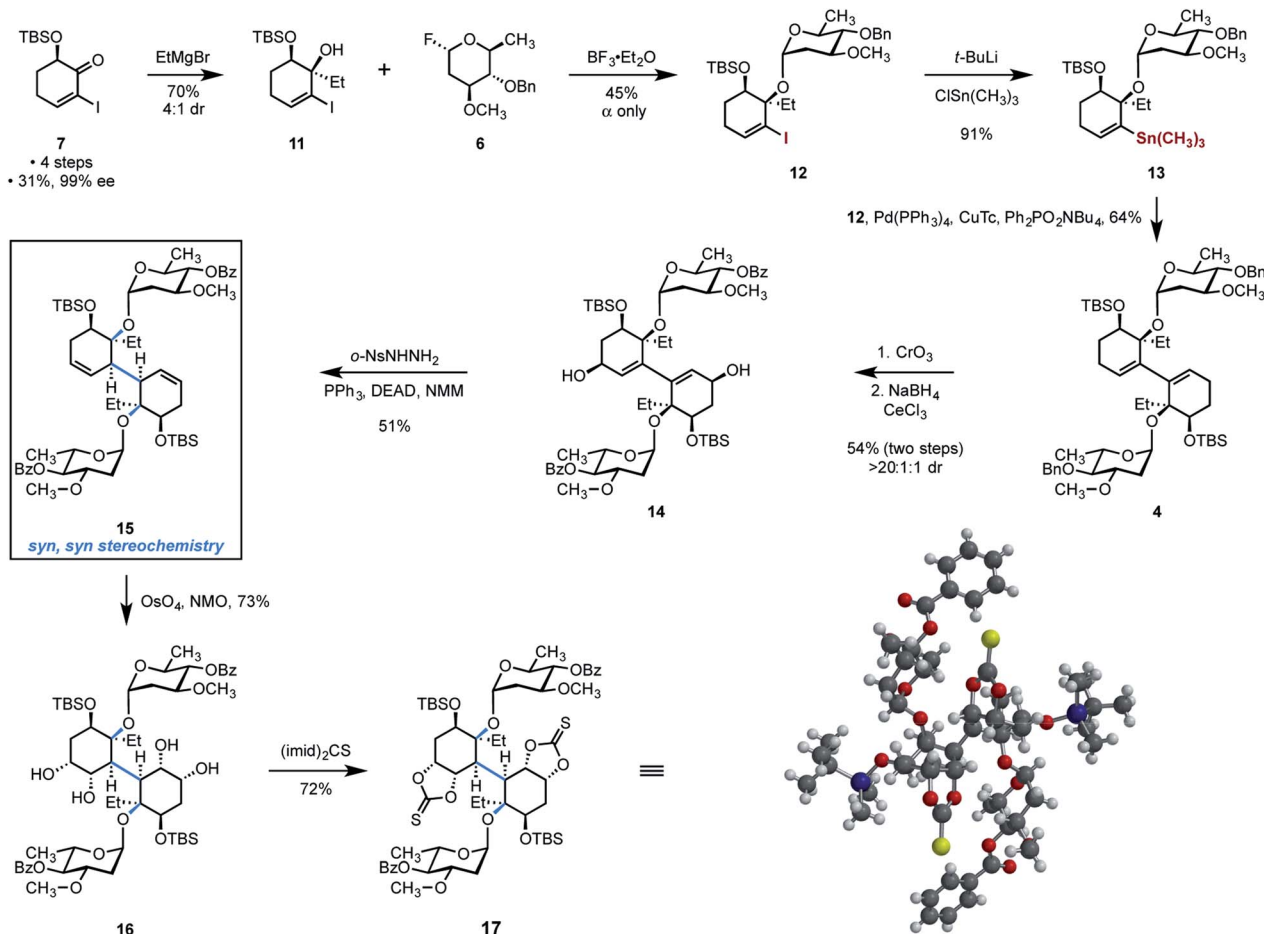 TBSO
O
I
7
• 4 steps
• 31%, 99% ee
EtMgBr
70%
4:1 dr
TBSO
OH
Et
I
11
+
F
O
CH₃
OBn
H₃CO
6
BF₃•Et₂O
45%
α only
CH₃
O
OBn
OCH₃
TBSO
O
Et
I
12
t-BuLi
ClSn(CH₃)₃
91%
CH₃
O
OBn
OCH₃
TBSO
O
Et
Sn(CH₃)₃
13
12, Pd(PPh₃)₄, CuTc, Ph₂PO₂NBu₄, 64%
CH₃
O
OBn
OCH₃
TBSO
O
Et
Et
O
OTBS
CH₃
O
BnO
CH₃O
4
1. CrO₃
2. NaBH₄
CeCl₃
54% (two steps)
>20:1:1 dr
CH₃
O
OBz
OCH₃
TBSO
O
Et
HO
OH
Et
O
OTBS
CH₃
O
BzO
CH₃O
14
o-NsNHNH₂
PPh₃, DEAD, NMM
51%
CH₃
O
OBz
OCH₃
TBSO
O
Et
H
H
Et
O
OTBS
CH₃
O
BzO
CH₃O
15
syn, syn stereochemistry
OsO₄, NMO, 73%
CH₃
O
OBz
OCH₃
TBSO
O
Et
H
OH
HO
OH
HO
H
Et
O
OTBS
CH₃
O
BzO
CH₃O
16
(imid)₂CS
72%
CH₃
O
OBz
OCH₃
TBSO
O
S
Et
H
O
O
O
O
S
H
Et
O
OTBS
CH₃
O
BzO
CH₃O
17
≡